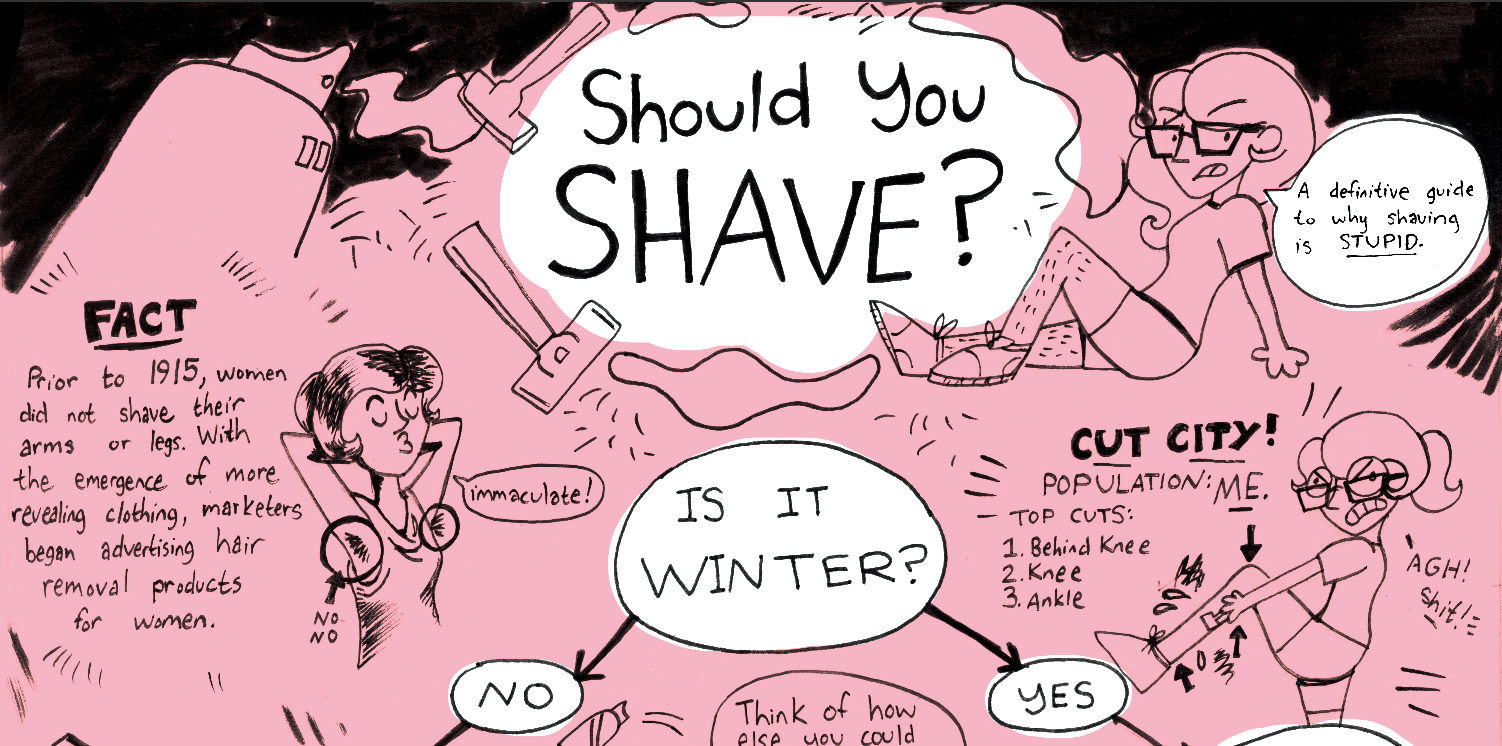 Should You
SHAVE?
A definitive guide
to why shaving
is STUPID.
FACT
Prior to 1915, women
did not shave their
arms or legs. With
the emergence of more
revealing clothing, marketers
began advertising hair
removal products
for women.
immaculate!
NO
NO
IS IT
WINTER?
CUT CITY!
POPULATION: ME.
TOP CUTS:
1. Behind Knee
2. Knee
3. Ankle
AGH!
Shit!
NO
YES
Think of how
else you could